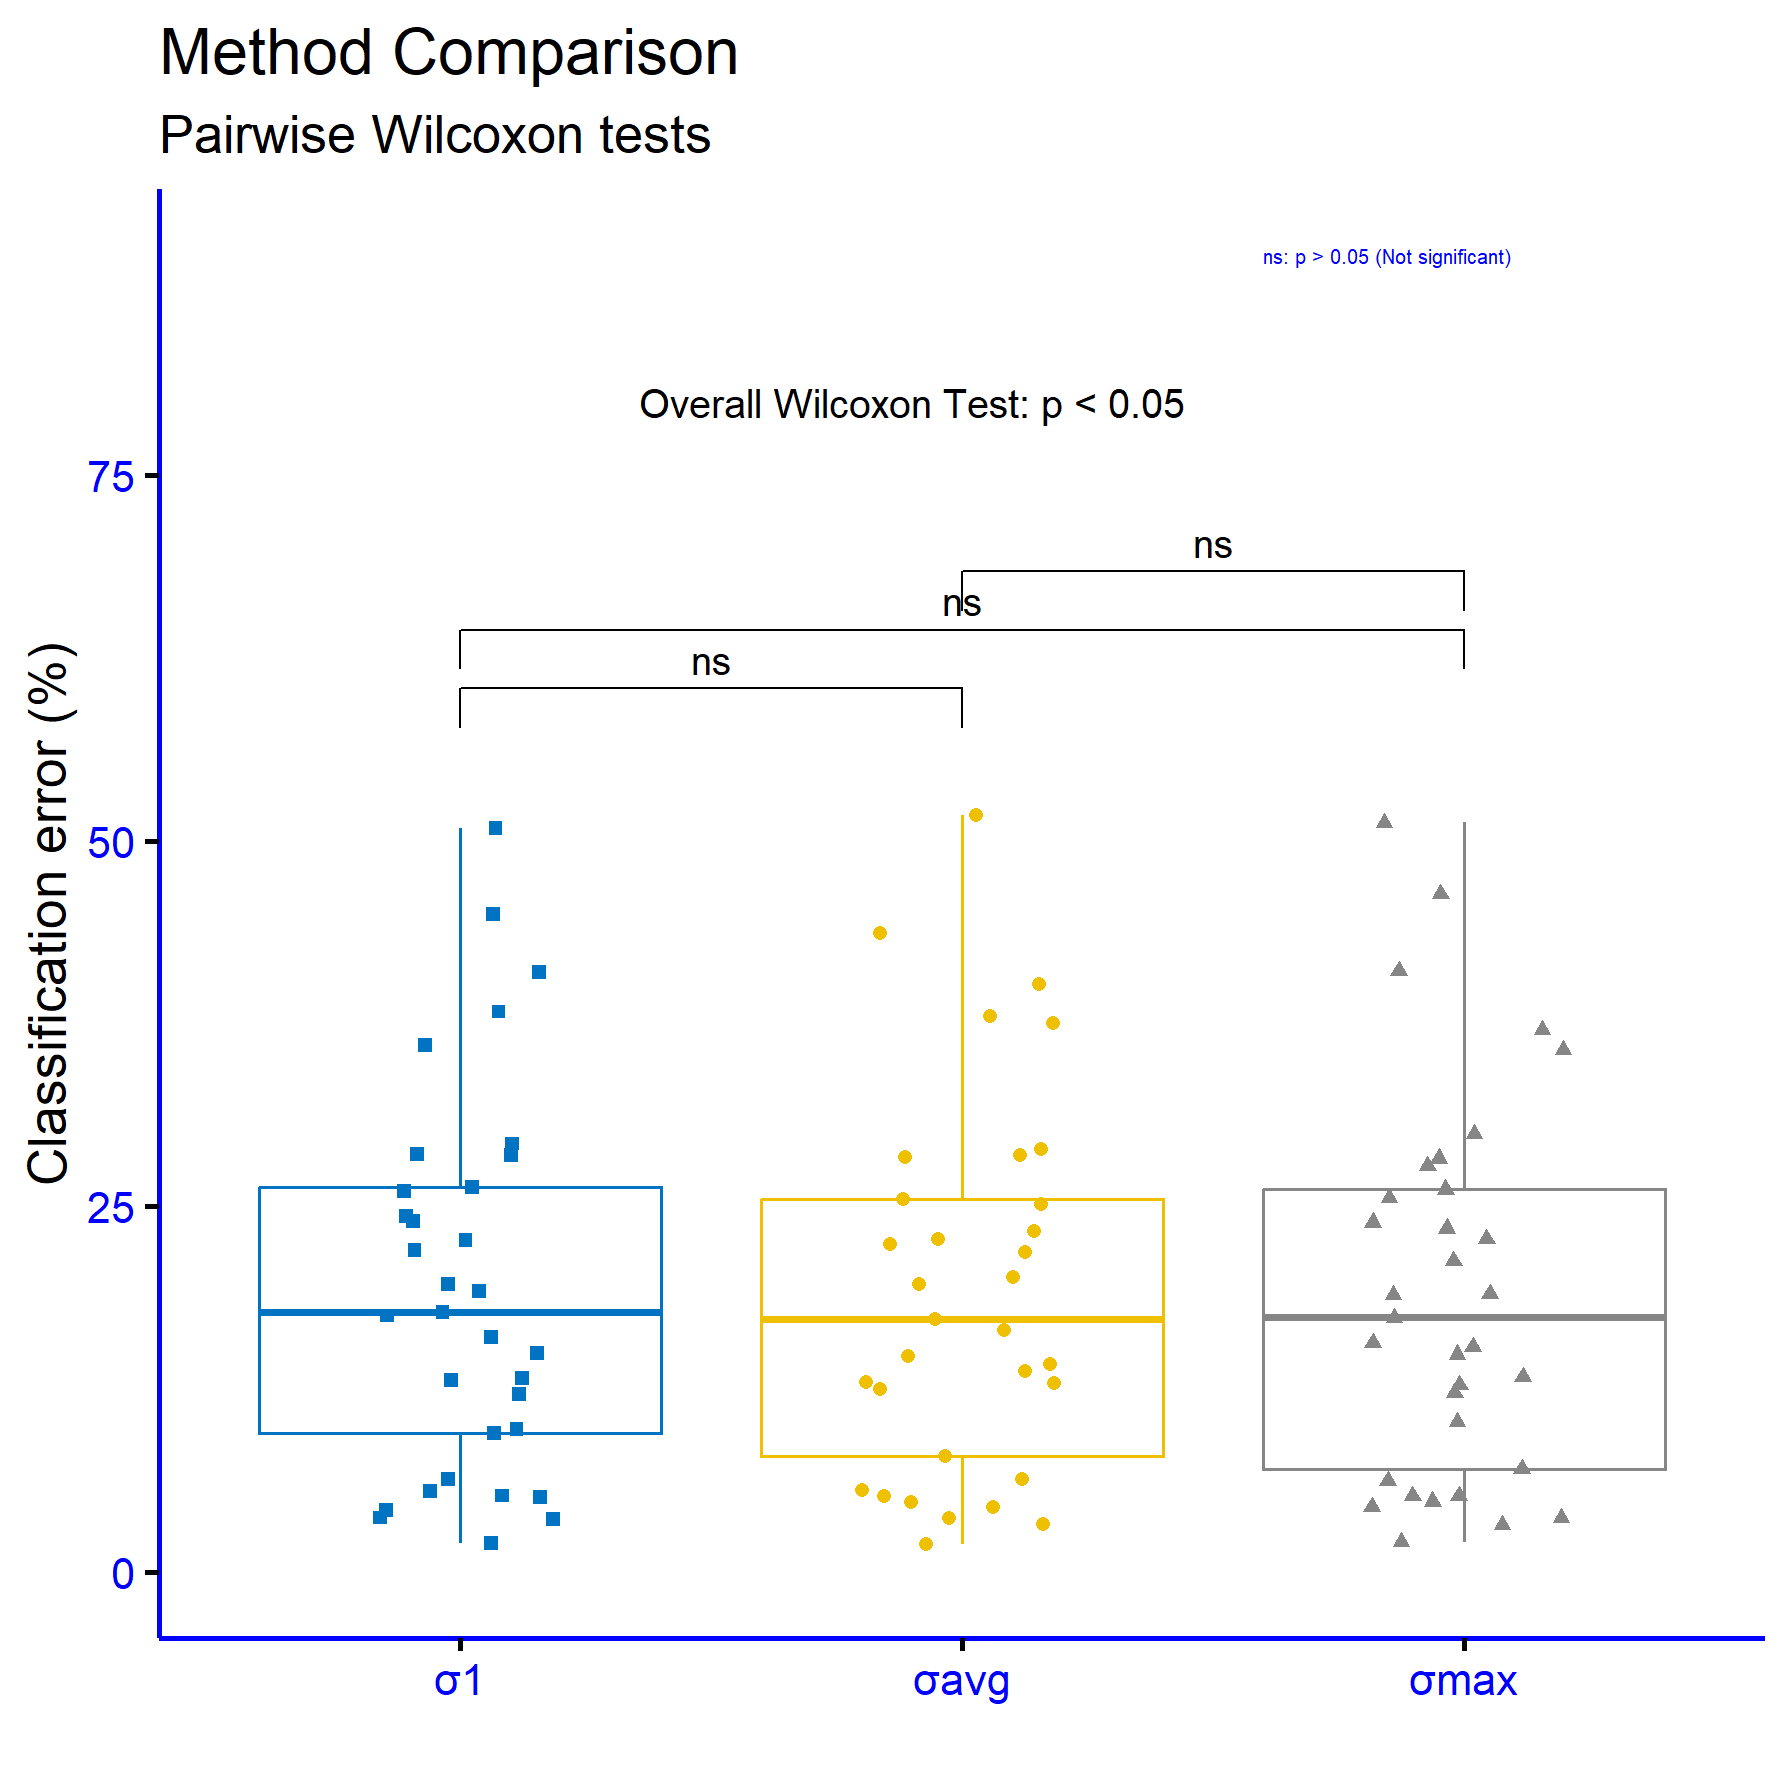 Method Comparison
Pairwise Wilcoxon tests
ns: p > 0.05 (Not significant)
Overall Wilcoxon Test: p < 0.05
75
ns
ns
ns
Classification error (%)
50
25
0
σ1
σavg
σmax